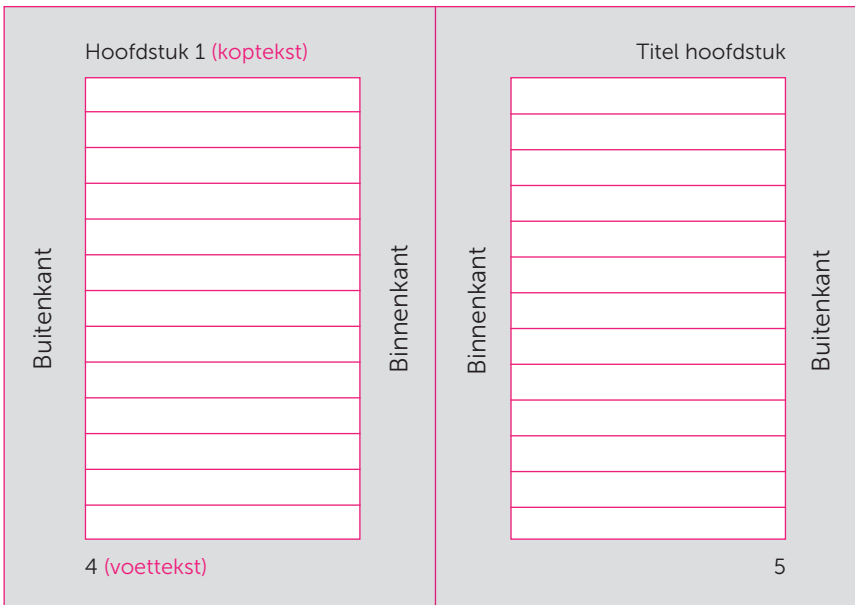 Hoofdstuk 1 (koptekst)
Buitenkant
Binnenkant
4 (voettekst)
Titel hoofdstuk
Binnenkant
Buitenkant
5